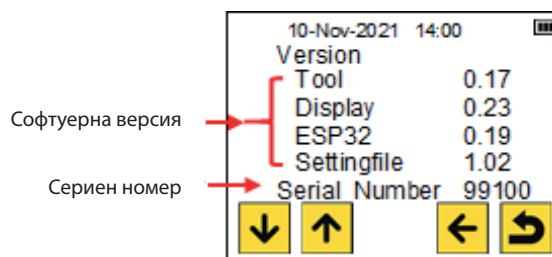 10-Nov-2021 14:00
Version
Tool 0.17
Display 0.23
Софтуерна версия
ESP32 0.19
Settingfile 1.02
Сериен номер
Serial Number 99100